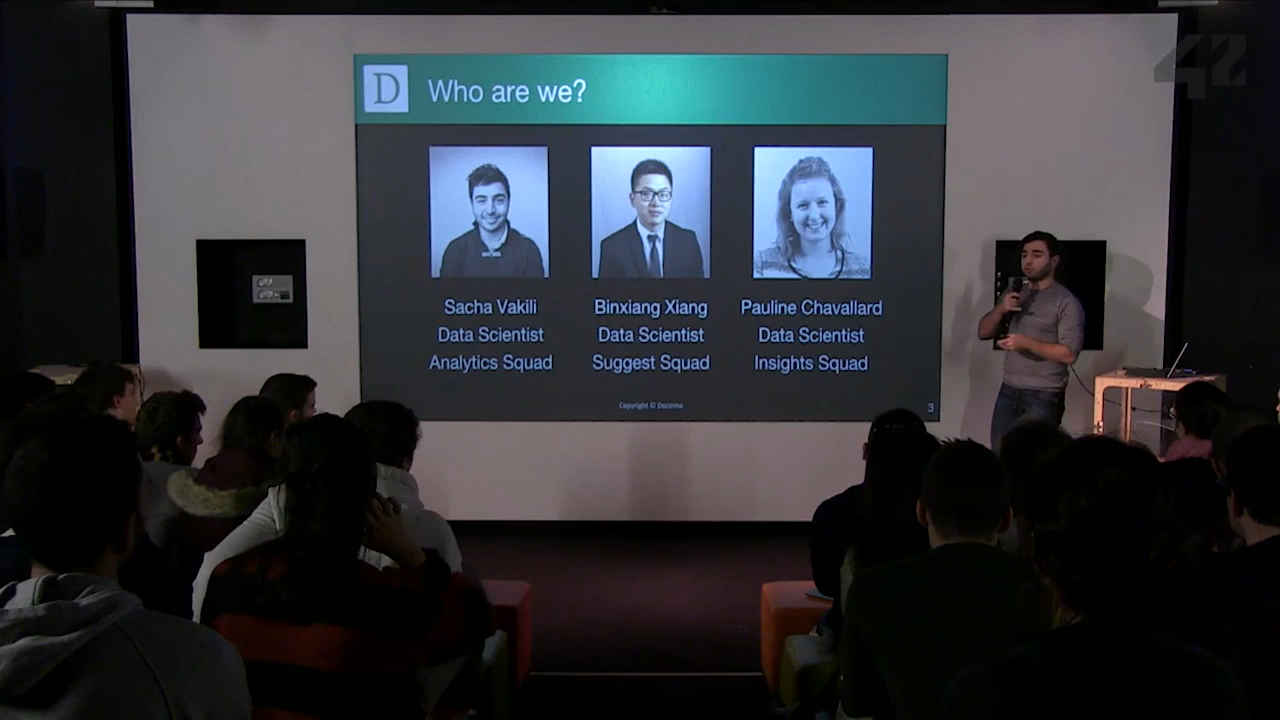 42
D
Who are we?
Sacha Vakili
Data Scientist
Analytics Squad
Binxiang Xiang
Data Scientist
Suggest Squad
Pauline Chavallard
Data Scientist
Insights Squad
Copyright © Doctrine
3